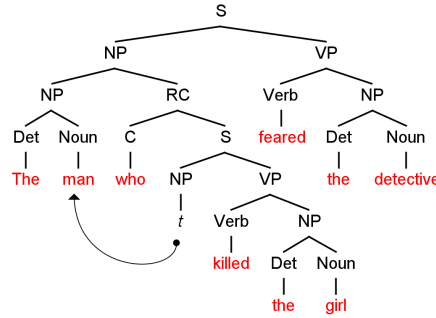 S
NP VP
NP RC Verb NP
Det Noun C S feared Det Noun
The man who NP VP the detective
t Verb NP
killed Det Noun
the girl